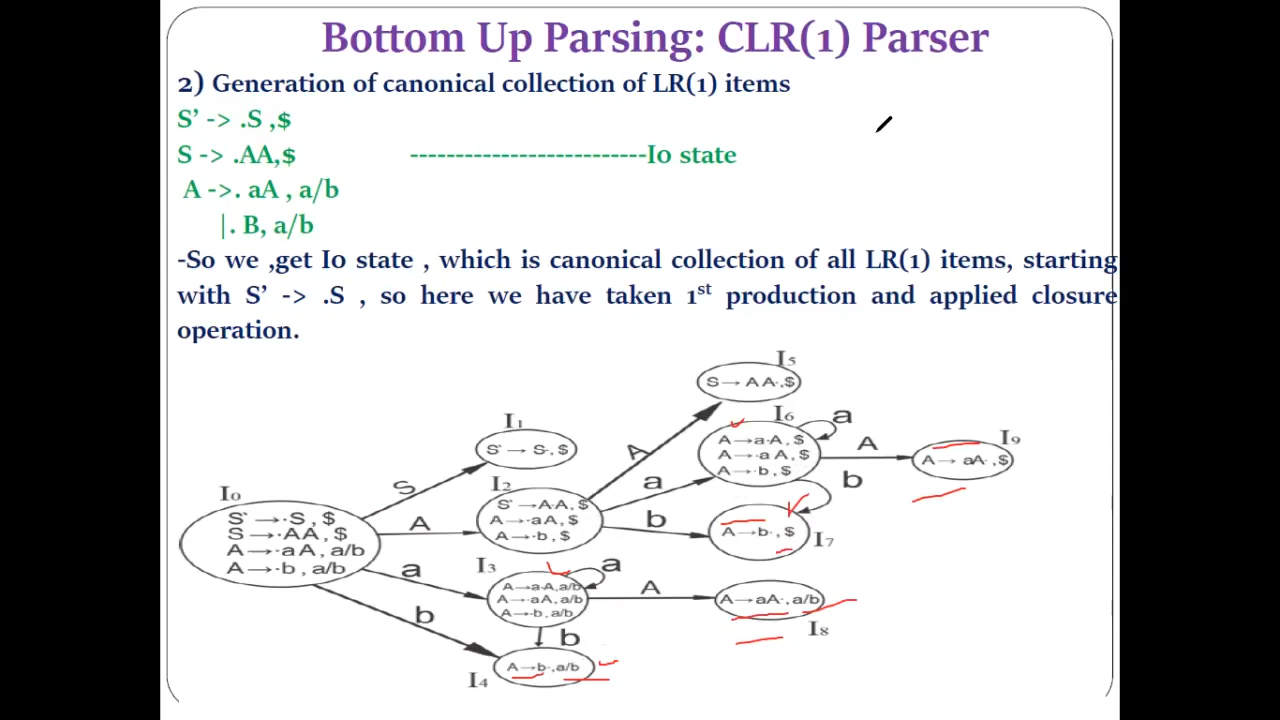 Bottom Up Parsing: CLR(1) Parser
2) Generation of canonical collection of LR(1) items
S’ -> .S ,$
S -> .AA,$ --------------------------Io state
A ->. aA , a/b
|. B, a/b
-So we ,get Io state , which is canonical collection of all LR(1) items, starting
with S’ -> .S , so here we have taken 1st production and applied closure
operation.
I5
S→ AA·,$
I6
a
A→a·A,$
A→·aA,$
A→·b,$
A
I9
A→ aA·,$
I1
S'→ S·,$
S
A
a
b
I0
S'→·S,$
S→·AA,$
A→·aA, a/b
A→·b, a/b
A
I2
S'→A·A,$
A→·aA,$
A→·b,$
b
A→b·,$
I7
a
I3
A→a·A,a/b
A→·aA,a/b
A→·b,a/b
a
A
A→aA·,a/b
I8
b
b
I4
A→b·,a/b